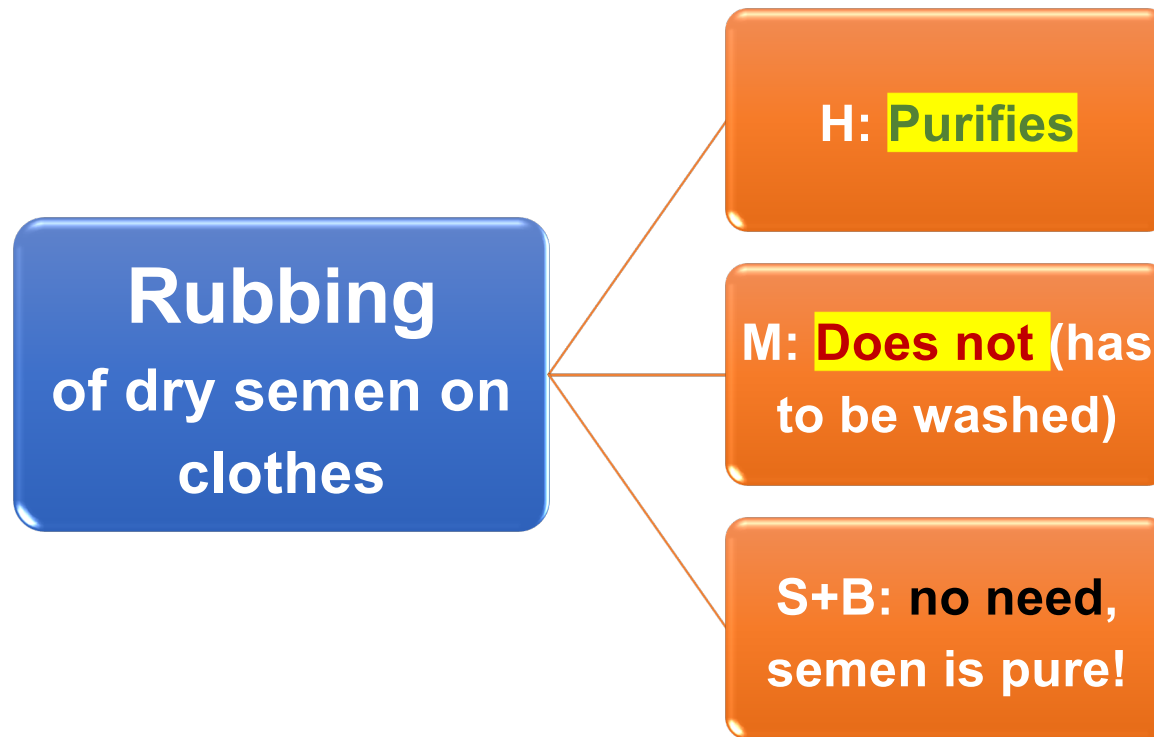 Rubbing
of dry semen on
clothes
H: Purifies
M: Does not (has
to be washed)
S+B: no need,
semen is pure!